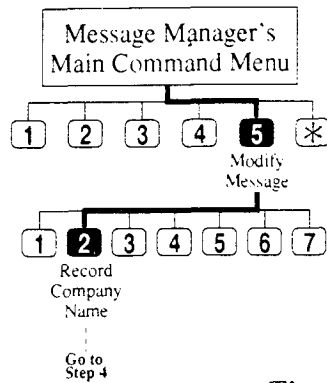 Message Manager's
Main Command Menu
1 2 3 4 5 *
Modify
Message
1 2 3 4 5 6 7
Record
Company
Name
Go to
Step 4